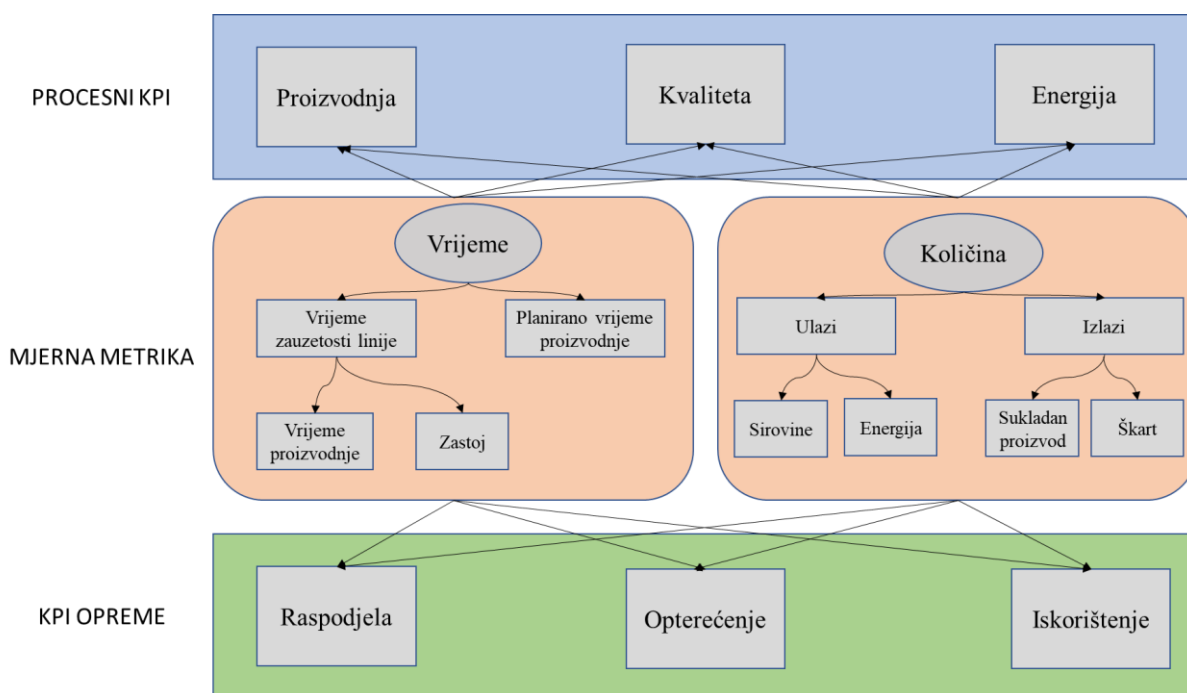 PROCESNI KPI
Proizvodnja
Kvaliteta
Energija
MJERNA METRIKA
Vrijeme
Vrijeme
zauzetosti linije
Planirano vrijeme
proizvodnje
Vrijeme
proizvodnje
Zastoj
Količina
Ulazi
Izlazi
Sirovine
Energija
Sukladan
proizvod
Škart
KPI OPREME
Raspodjela
Opterećenje
Iskorištenje